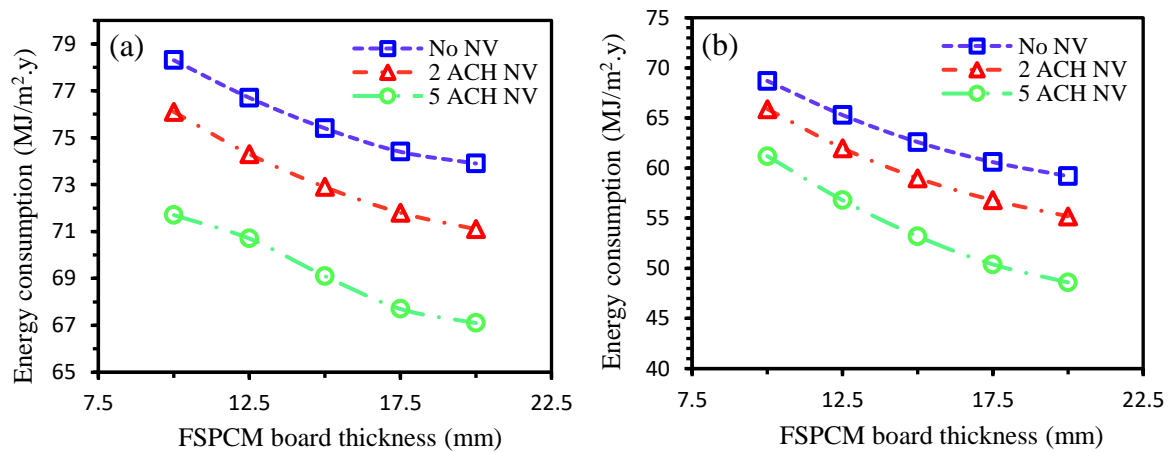 (a)
No NV
2 ACH NV
5 ACH NV
Energy consumption (MJ/m².y)
79
77
75
73
71
69
67
65
7.5
12.5
17.5
22.5
FSPCM board thickness (mm)
(b)
No NV
2 ACH NV
5 ACH NV
Energy consumption (MJ/m².y)
75
70
65
60
55
50
45
40
7.5
12.5
17.5
22.5
FSPCM board thickness (mm)